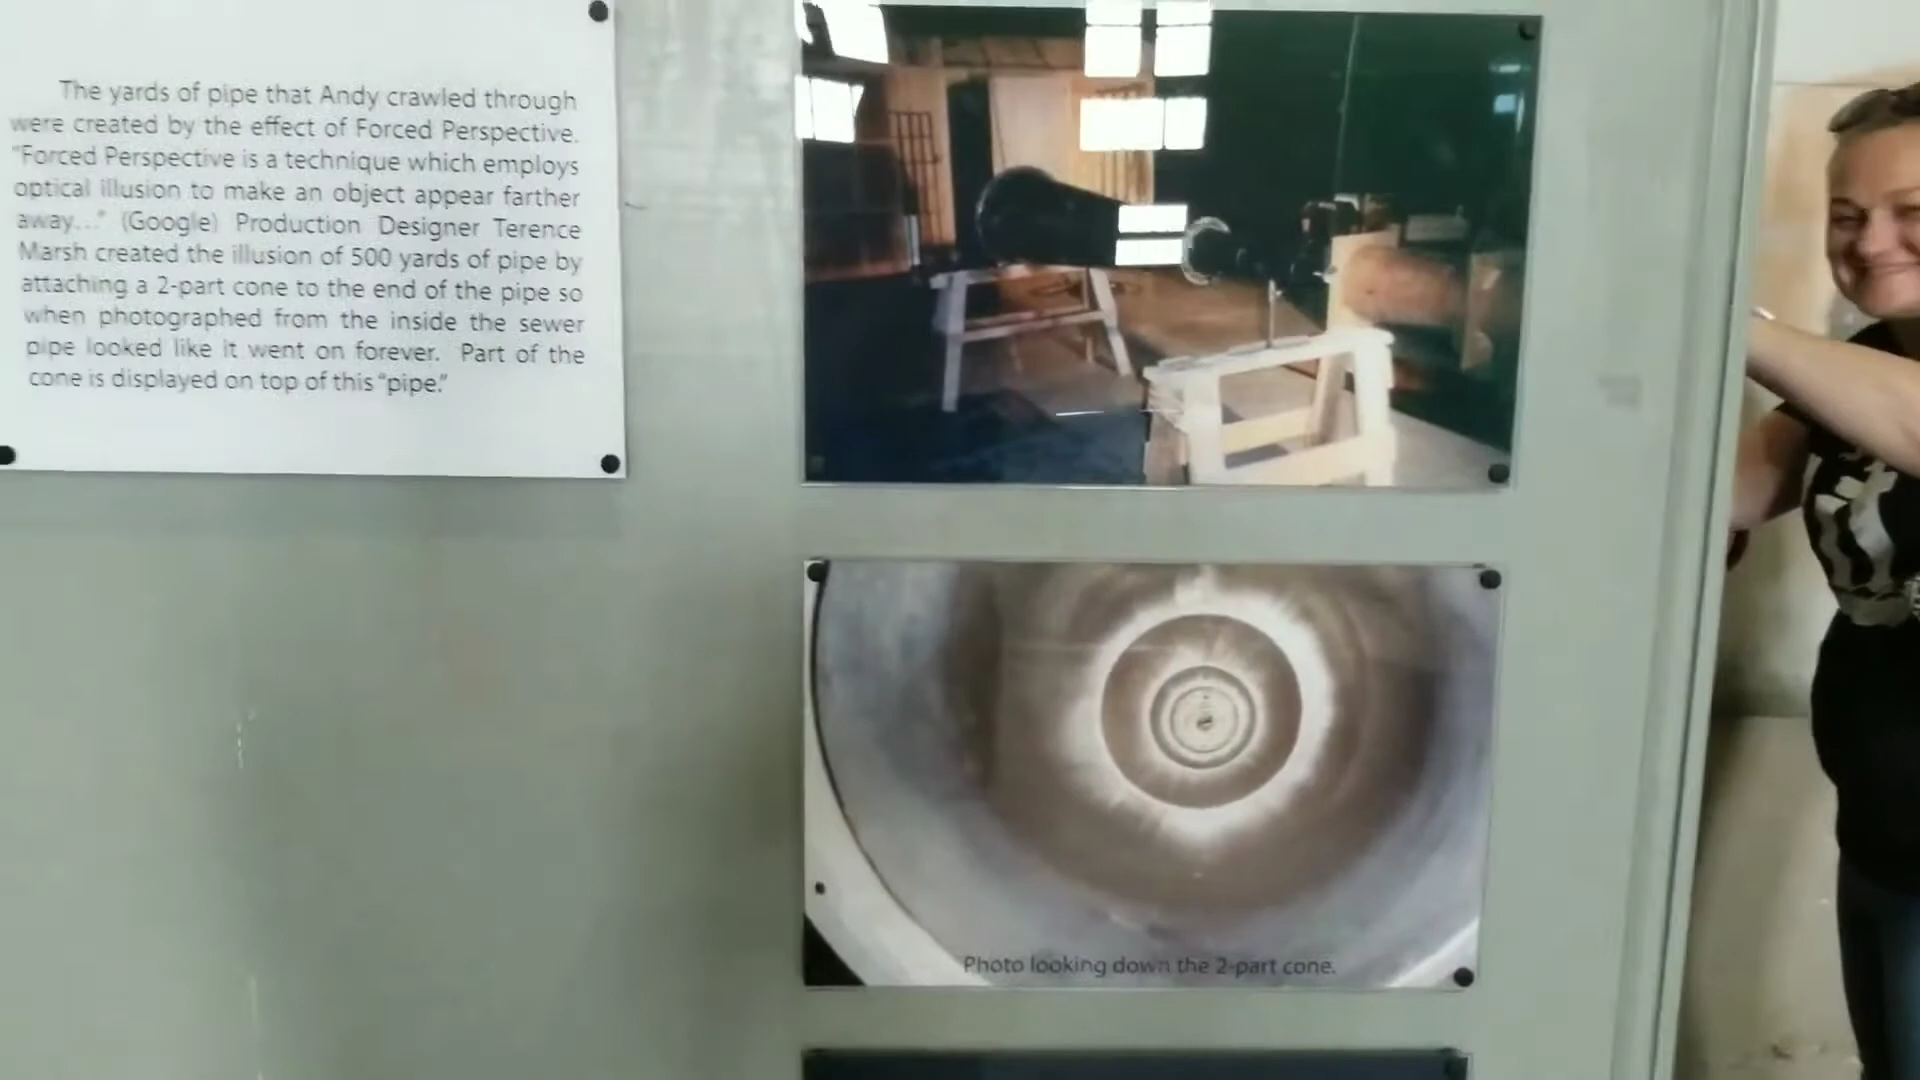 The yards of pipe that Andy crawled through
were created by the effect of Forced Perspective.
"Forced Perspective is a technique which employs
optical illusion to make an object appear farther
away..." (Google) Production Designer Terence
Marsh created the illusion of 500 yards of pipe by
attaching a 2-part cone to the end of the pipe so
when photographed from the inside the sewer
pipe looked like it went on forever. Part of the
cone is displayed on top of this "pipe."
Photo looking down the 2-part cone.